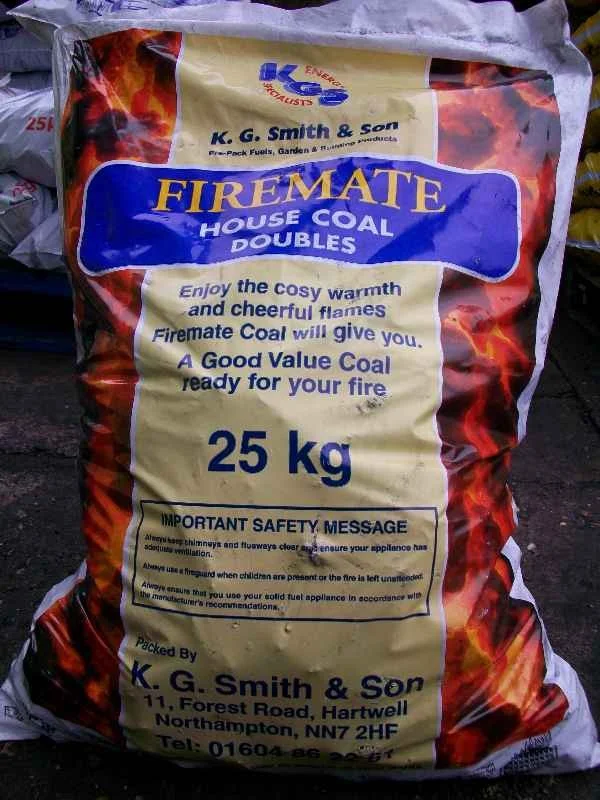 25k
KGS
ENERGY
SPECIALISTS
K. G. Smith & Son
Pre-Pack Fuels, Garden & Building Products
FIREMATE
HOUSE COAL
DOUBLES
Enjoy the cosy warmth
and cheerful flames
Firemate Coal will give you.
A Good Value Coal
ready for your fire
25 kg
IMPORTANT SAFETY MESSAGE
Always keep chimneys and flueways clear and ensure your appliance has
adequate ventilation.
Always use a fireguard when children are present or the fire is left unattended.
Always ensure that you use your solid fuel appliance in accordance with
the manufacturer's recommendations.
Packed By
K. G. Smith & Son
11, Forest Road, Hartwell
Northampton, NN7 2HF
Tel: 01604 86